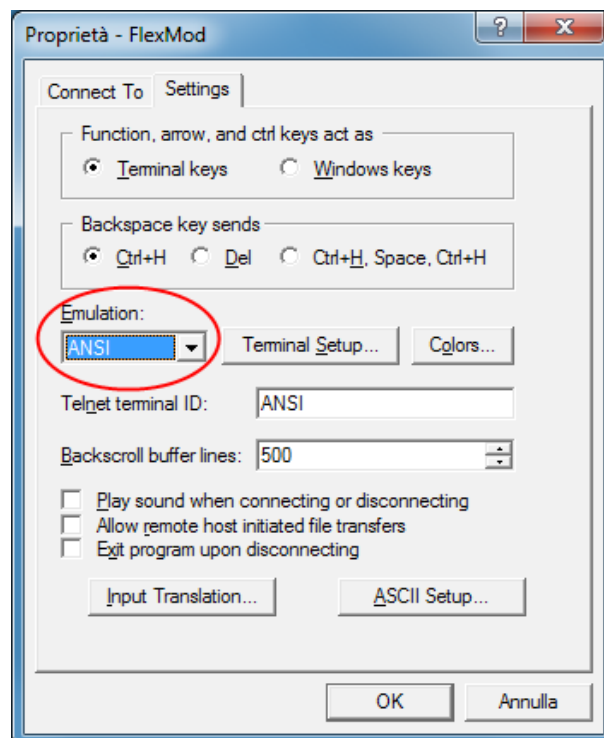 Proprietà - FlexMod
Connect To Settings
Function, arrow, and ctrl keys act as
Terminal keys Windows keys
Backspace key sends
Ctrl+H Del Ctrl+H, Space, Ctrl+H
Emulation:
ANSI Terminal Setup... Colors...
Telnet terminal ID: ANSI
Backscroll buffer lines: 500
Play sound when connecting or disconnecting
Allow remote host initiated file transfers
Exit program upon disconnecting
Input Translation... ASCII Setup...
OK Annulla